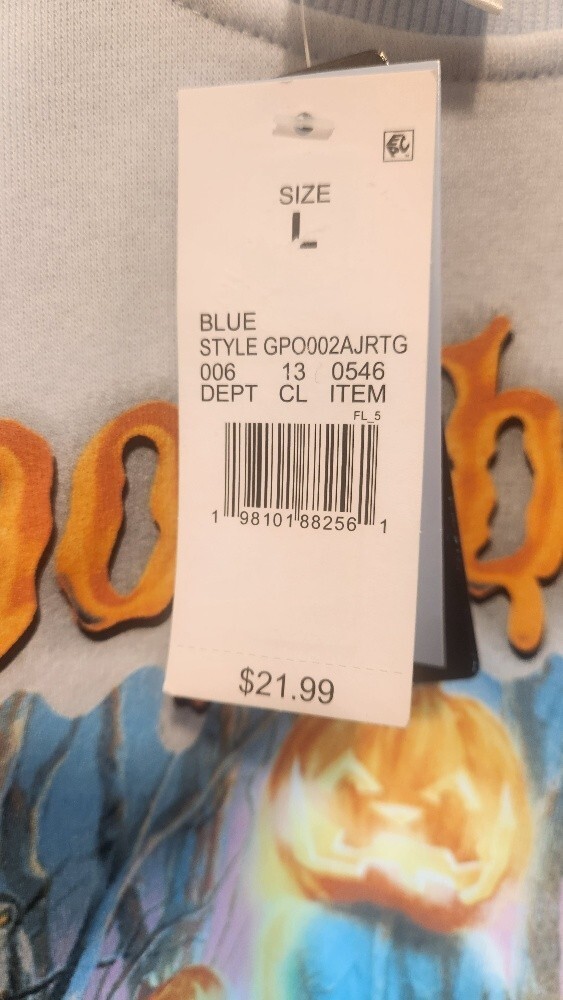 SIZE
L
BLUE
STYLE GPO002AJRTG
006 13 0546
DEPT CL ITEM
FL_5
1 98101 88256 1
$21.99